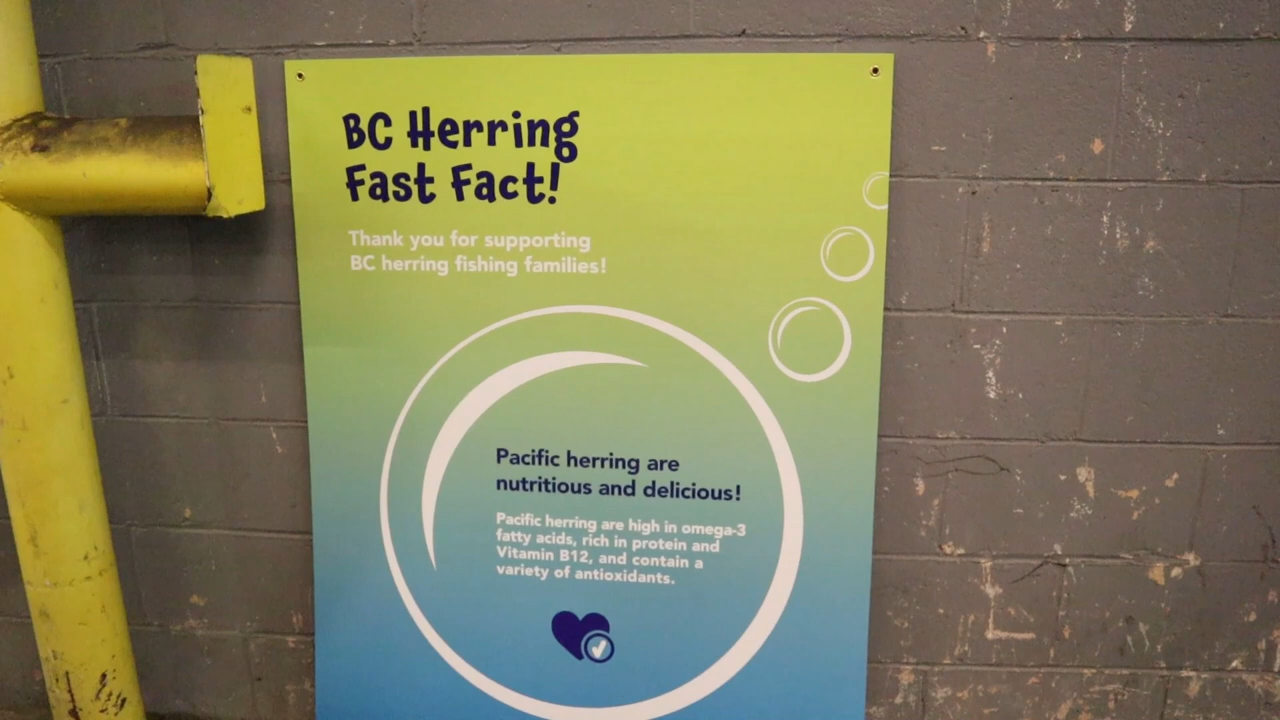 BC Herring
Fast Fact!
Thank you for supporting
BC herring fishing families!
Pacific herring are
nutritious and delicious!
Pacific herring are high in omega-3
fatty acids, rich in protein and
Vitamin B12, and contain a
variety of antioxidants.